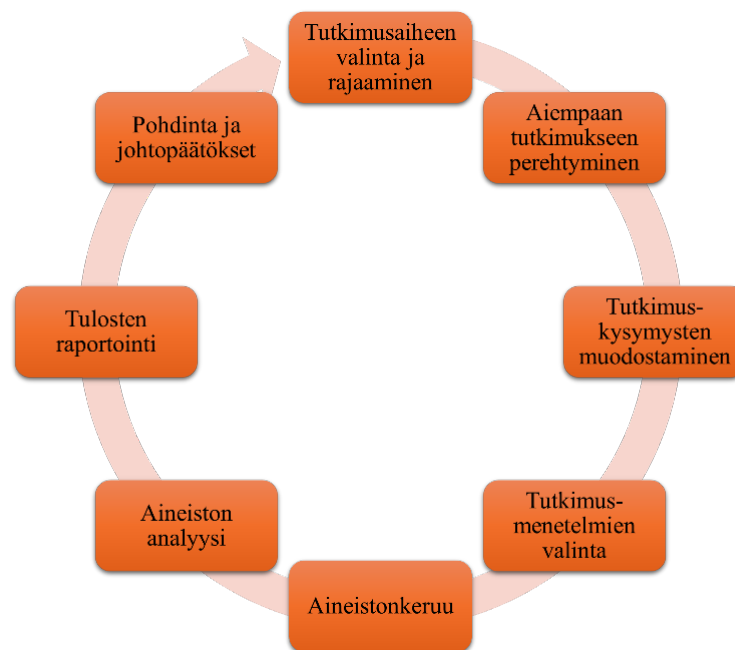 Tutkimusaiheen
valinta ja
rajaaminen
Aiempaan
tutkimukseen
perehtyminen
Tutkimus-
kysymysten
muodostaminen
Tutkimus-
menetelmien
valinta
Aineistonkeruu
Aineiston
analyysi
Tulosten
raportointi
Pohdinta ja
johtopäätökset